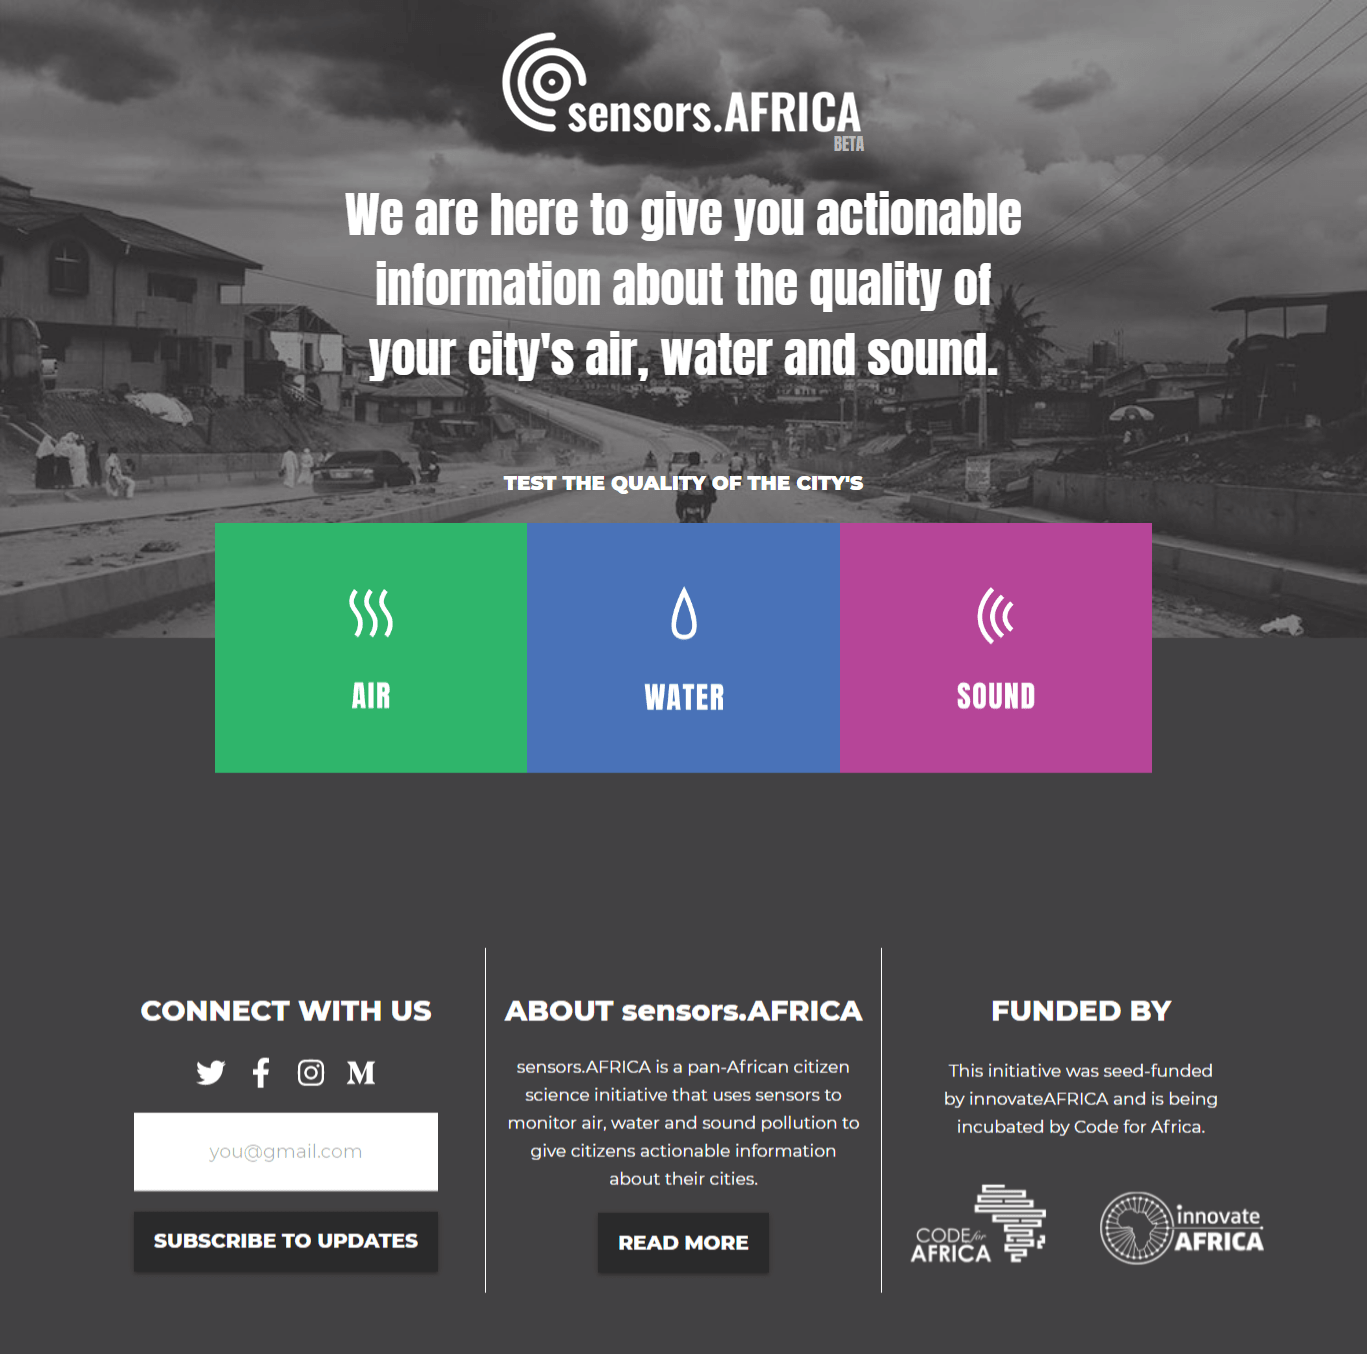 sensors.AFRICA
BETA
We are here to give you actionable
information about the quality of
your city's air, water and sound.
TEST THE QUALITY OF THE CITY'S
AIR
WATER
SOUND
CONNECT WITH US
you@gmail.com
SUBSCRIBE TO UPDATES
ABOUT sensors.AFRICA
sensors.AFRICA is a pan-African citizen
science initiative that uses sensors to
monitor air, water and sound pollution to
give citizens actionable information
about their cities.
READ MORE
FUNDED BY
This initiative was seed-funded
by innovateAFRICA and is being
incubated by Code for Africa.
CODE for
AFRICA
innovate
AFRICA